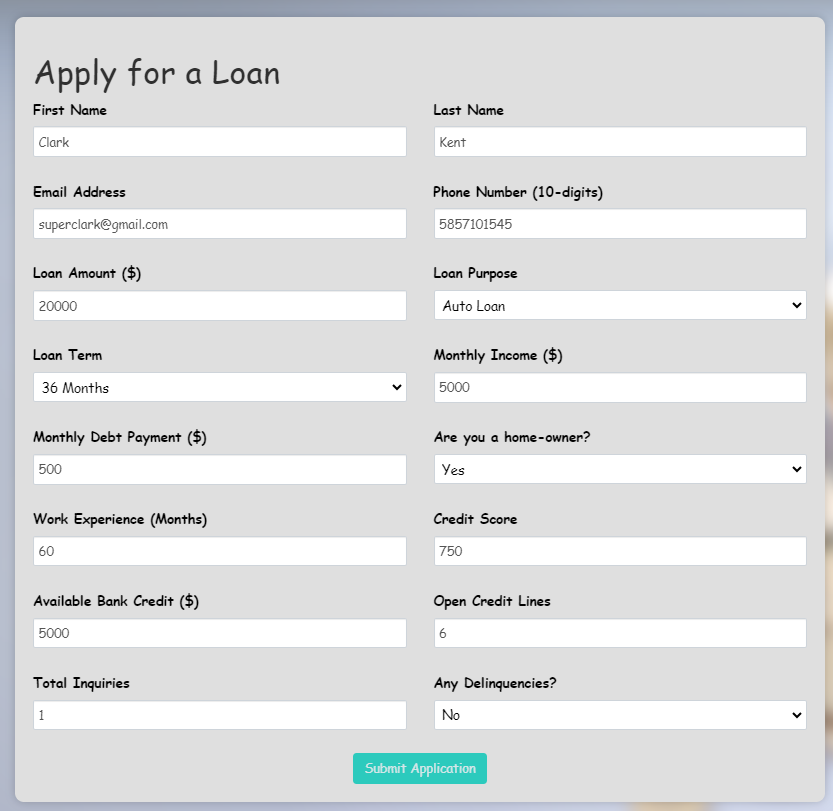 Apply for a Loan
First Name
Last Name
Clark
Kent
Email Address
Phone Number (10-digits)
superclark@gmail.com
5857101545
Loan Amount ($)
Loan Purpose
20000
Auto Loan
Loan Term
Monthly Income ($)
36 Months
5000
Monthly Debt Payment ($)
Are you a home-owner?
500
Yes
Work Experience (Months)
Credit Score
60
750
Available Bank Credit ($)
Open Credit Lines
5000
6
Total Inquiries
Any Delinquencies?
1
No
Submit Application